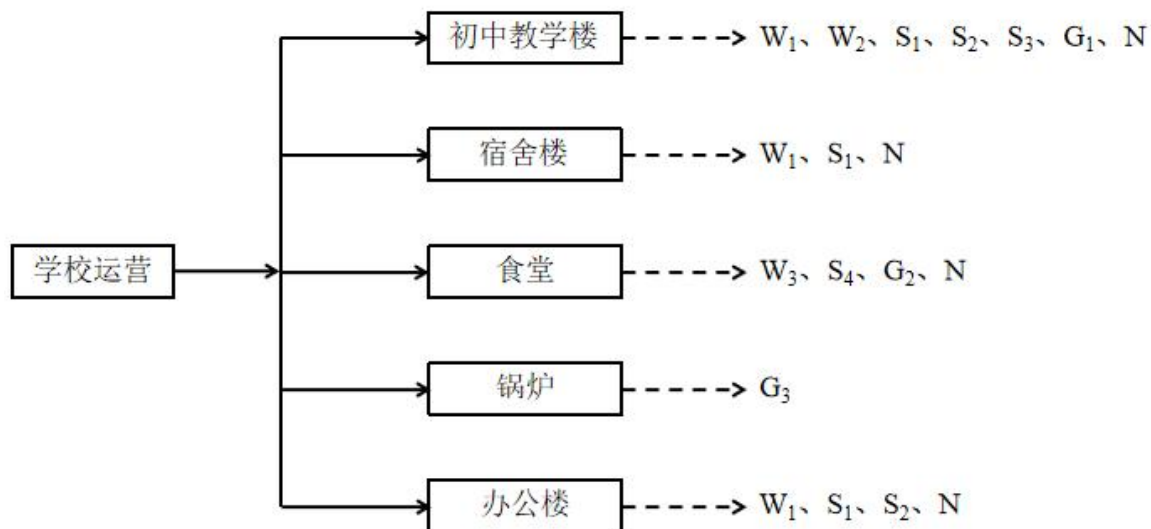 初中教学楼 W₁、W₂、S₁、S₂、S₃、G₁、N
宿舍楼 W₁、S₁、N
学校运营 食堂 W₃、S₄、G₂、N
锅炉 G₃
办公楼 W₁、S₁、S₂、N